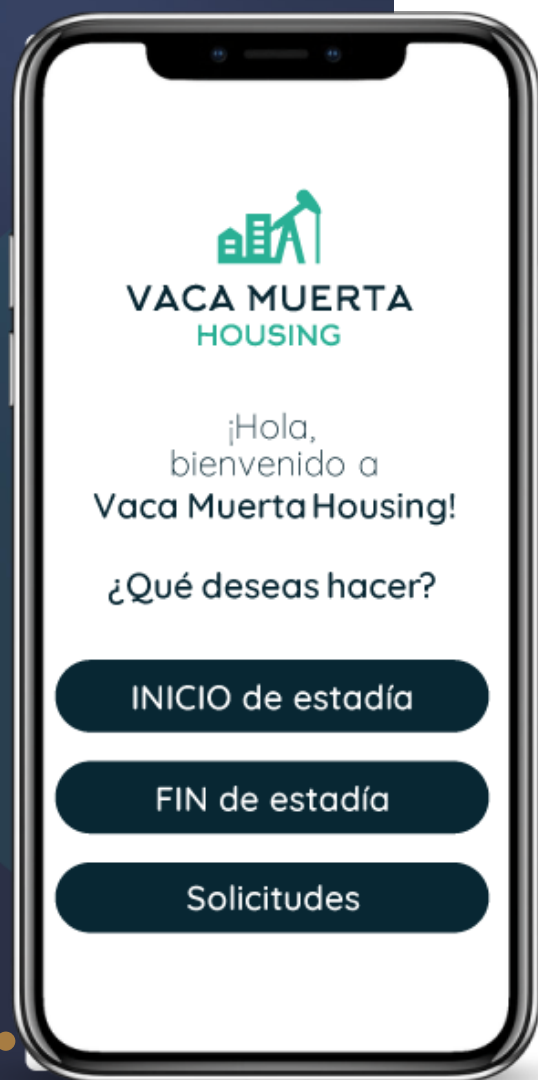 VACA MUERTA
HOUSING
¡Hola,
bienvenido a
Vaca Muerta Housing!
¿Qué deseas hacer?
INICIO de estadía
FIN de estadía
Solicitudes